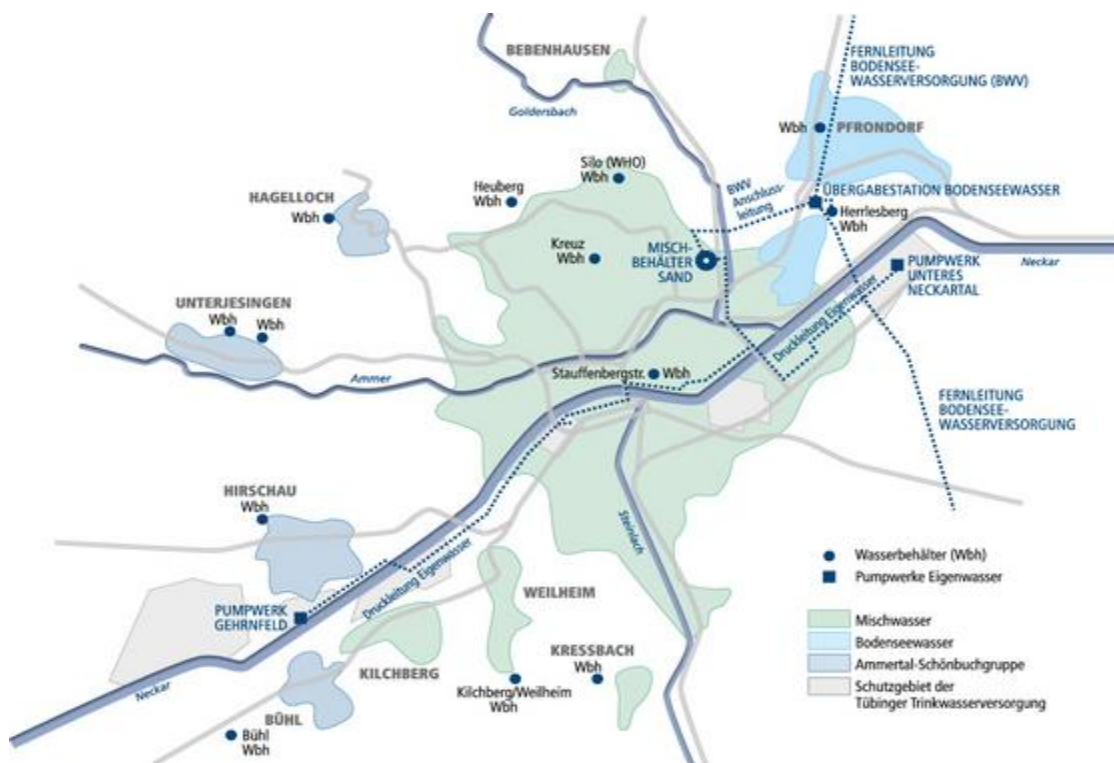 BEBENHAUSEN
Goldersbach
FERNLEITUNG
BODENSEE-
WASSERVERSORGUNG (BWV)
Wbh
PFRONDORF
Silo (WHO)
Wbh
Heuberg
Wbh
HAGELLOCH
Wbh
BWV
Anschluss-
leitung
ÜBERGABESTATION BODENSEEWASSER
Herrlesberg
Wbh
Kreuz
Wbh
MISCH-
BEHÄLTER
SAND
PUMPWERK
UNTERES
NECKARTAL
Neckar
UNTERJESINGEN
Wbh
Wbh
Druckleitung Eigenwasser
Ammer
Stauffenbergstr.
Wbh
FERNLEITUNG
BODENSEE-
WASSERVERSORGUNG
HIRSCHAU
Wbh
Steinlach
Druckleitung Eigenwasser
PUMPWERK
GEHRNFELD
WEILHEIM
KILCHBERG
KRESSBACH
Wbh
Kilchberg/Weilheim
Wbh
Neckar
BÜHL
Bühl
Wbh
Wasserbehälter (Wbh)
Pumpwerke Eigenwasser
Mischwasser
Bodenseewasser
Ammertal-Schönbuchgruppe
Schutzgebiet der
Tübinger Trinkwasserversorgung